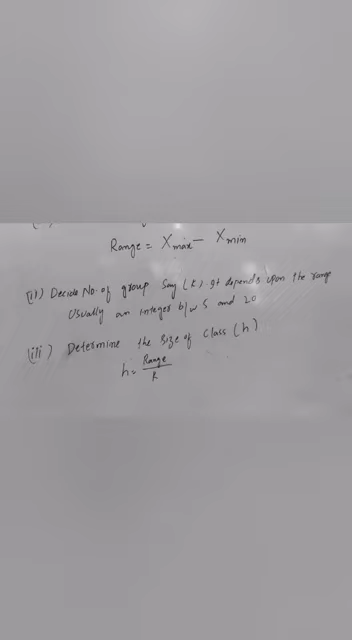 Range = Xmax - Xmin
(ii) Decide No. of group Say (k). It depends upon the range
Usually an integer b/w 5 and 20
(iii) Determine the size of class (h)
h = Range / k